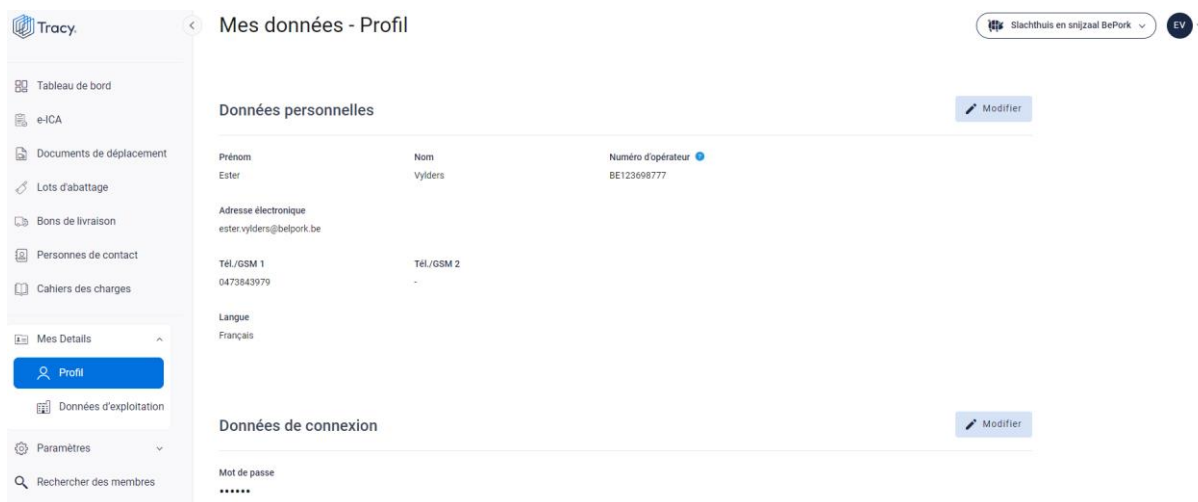 Tracy.
Mes données - Profil
Slachthuis en snijzaal BePork
EV
Tableau de bord
e-ICA
Documents de déplacement
Lots d'abattage
Bons de livraison
Personnes de contact
Cahiers des charges
Mes Details
Profil
Données d'exploitation
Paramètres
Rechercher des membres
Données personnelles
Modifier
Prénom Nom Numéro d'opérateur
Ester Vylders BE123698777
Adresse électronique
ester.vylders@belpork.be
Tél./GSM 1 Tél./GSM 2
0473843979 -
Langue
Français
Données de connexion
Modifier
Mot de passe
••••••